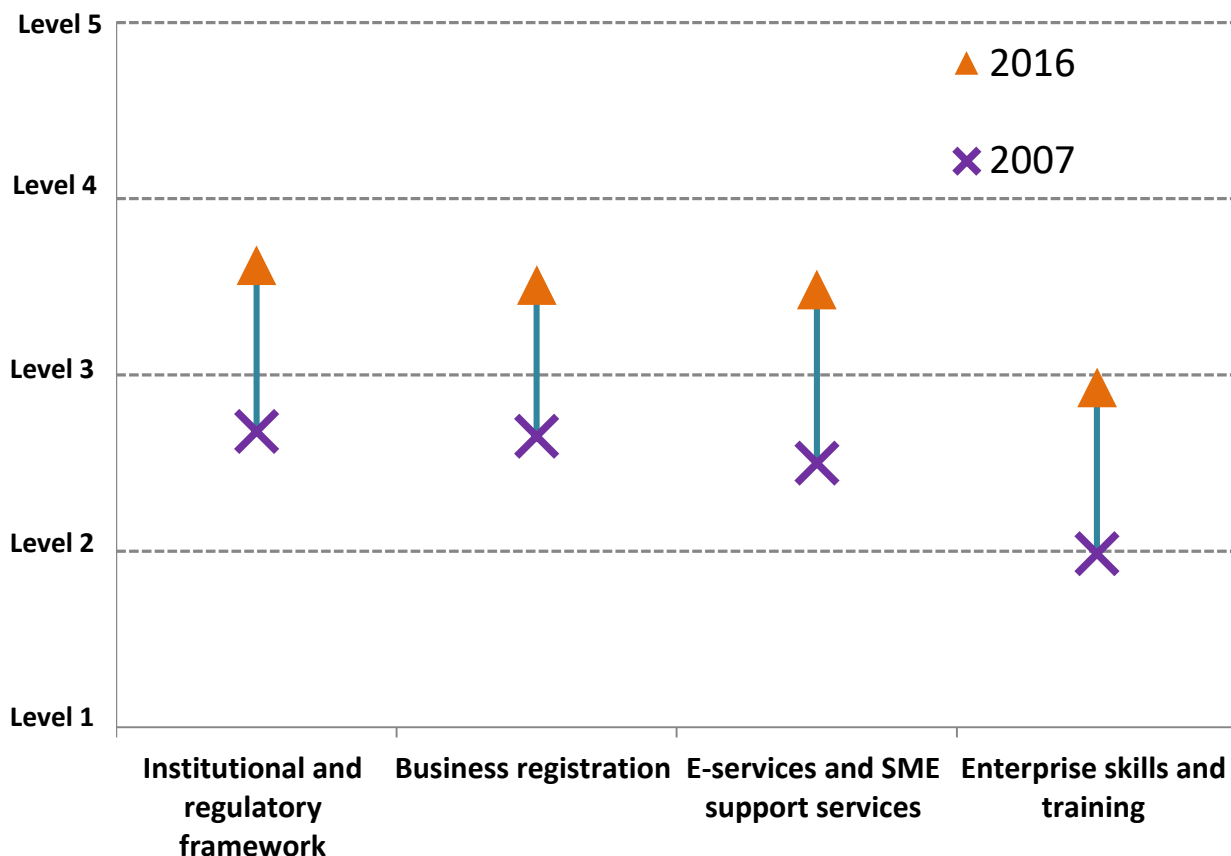 Level 5
2016
2007
Level 4
Level 3
Level 2
Level 1
Institutional and
regulatory
framework
Business registration
E-services and SME
support services
Enterprise skills and
training